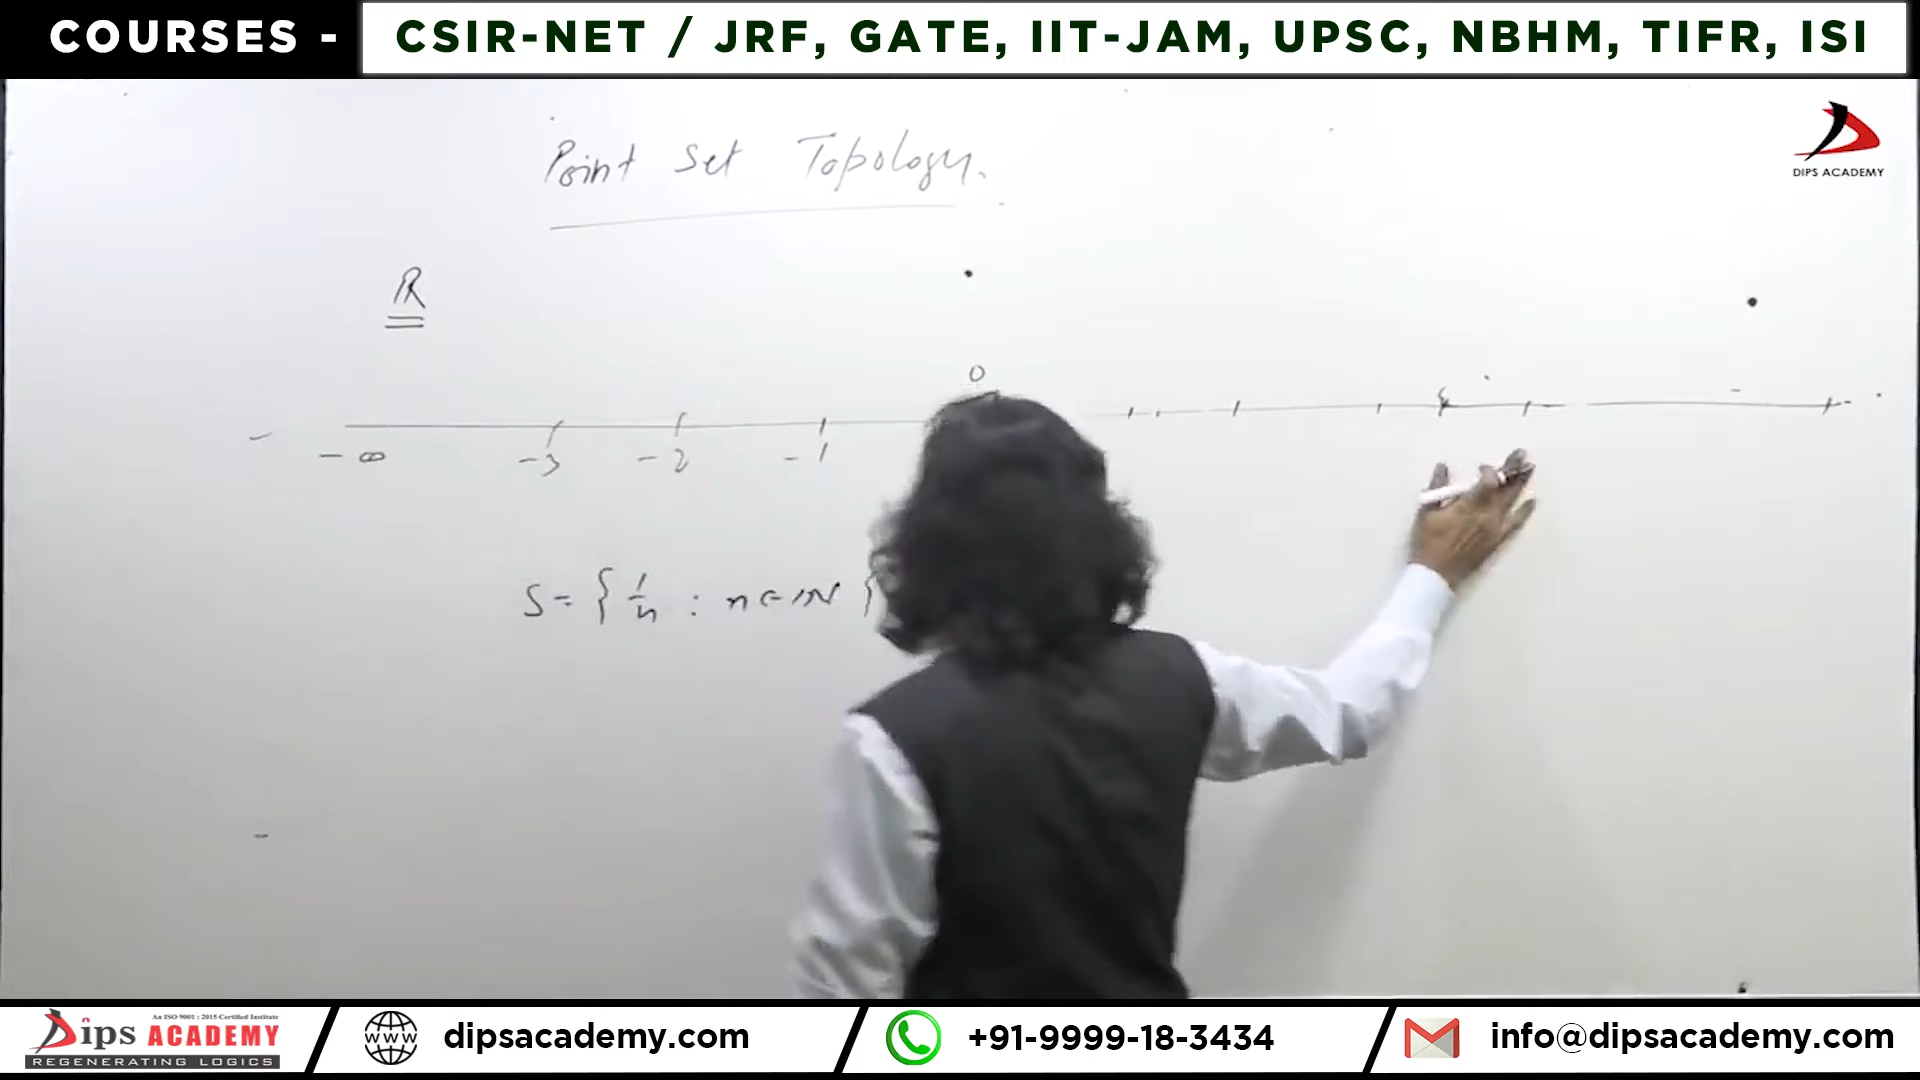 COURSES - CSIR-NET / JRF, GATE, IIT-JAM, UPSC, NBHM, TIFR, ISI
DIPS ACADEMY
Point Set Topology.
R
0
-∞ -3 -2 -1
S = { 1/n : n ∈ IN }
An ISO 9001 : 2015 Certified Institute
Dips ACADEMY
REGENERATING LOGICS
WWW
dipsacademy.com
+91-9999-18-3434
info@dipsacademy.com